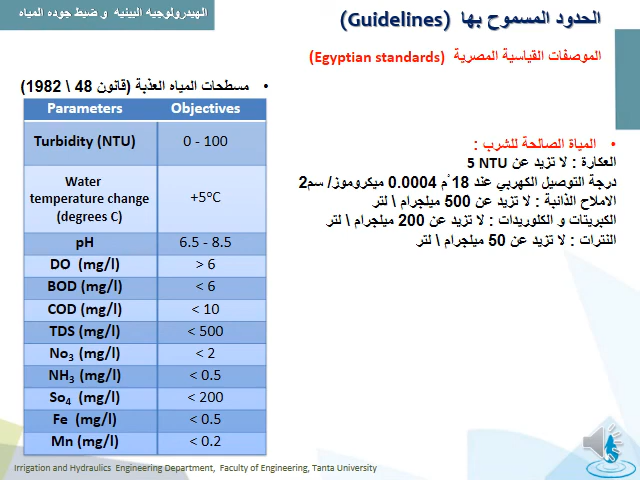 الهيدرولوجيه البيئيه و ضبط جوده المياه
الحدود المسموح بها (Guidelines)
الموصفات القياسية المصرية (Egyptian standards)
• مسطحات المياه العذبة (قانون 48 \ 1982)
Parameters Objectives
Turbidity (NTU) 0 - 100
Water
temperature change +5°C
(degrees C)
pH 6.5 - 8.5
DO (mg/l) > 6
BOD (mg/l) < 6
COD (mg/l) < 10
TDS (mg/l) < 500
No3 (mg/l) < 2
NH3 (mg/l) < 0.5
So4 (mg/l) < 200
Fe (mg/l) < 0.5
Mn (mg/l) < 0.2
• المياة الصالحة للشرب :
العكارة : لا تزيد عن 5 NTU
درجة التوصيل الكهربي عند 18 ْم 0.0004 ميكروموز/ سم2
الاملاح الذائبة : لا تزيد عن 500 ميلجرام \ لتر
الكبريتات و الكلوريدات : لا تزيد عن 200 ميلجرام \ لتر
النترات : لا تزيد عن 50 ميلجرام \ لتر
Irrigation and Hydraulics Engineering Department, Faculty of Engineering, Tanta University